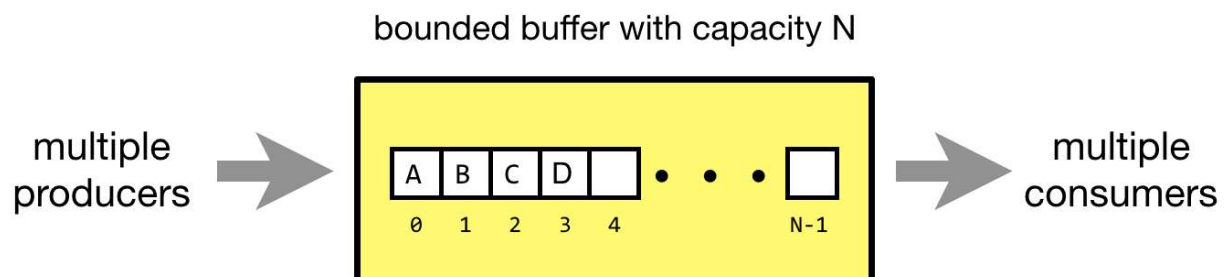 bounded buffer with capacity N
multiple
producers
A B C D
0 1 2 3 4 N-1
multiple
consumers